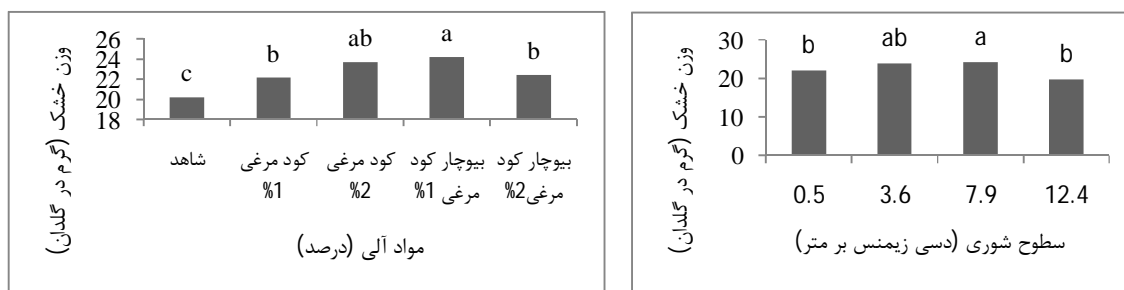 وزن خشک (گرم در گلدان)
26
24
22
20
18
c
b
ab
a
b
شاهد
کود مرغی
%1
کود مرغی
%2
بیوچار کود
مرغی 1%
بیوچار کود
مرغی2%
مواد آلی (درصد)
وزن خشک (گرم در گلدان)
30
20
10
0
b
ab
a
b
0.5 3.6 7.9 12.4
سطوح شوری (دسی زیمنس بر متر)